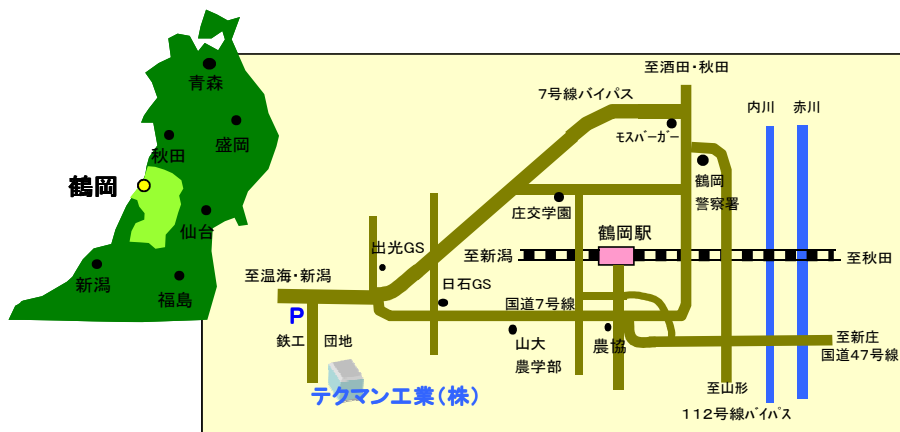 青森
盛岡
秋田
鶴岡
仙台
新潟
福島
至酒田・秋田
7号線バイパス
内川
赤川
モスバーガー
鶴岡
警察署
庄交学園
鶴岡駅
出光GS
至新潟
至秋田
至温海・新潟
日石GS
国道7号線
P
鉄工 団地
山大
農学部
農協
至新庄
国道47号線
至山形
112号線バイパス
テクマン工業(株)